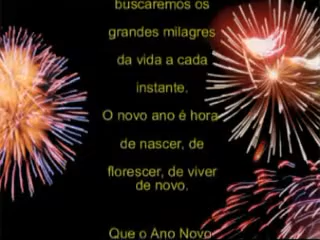 buscaremos os
grandes milagres
da vida a cada
instante.
O novo ano é hora
de nascer, de
florescer, de viver
de novo.
Que o Ano Novo